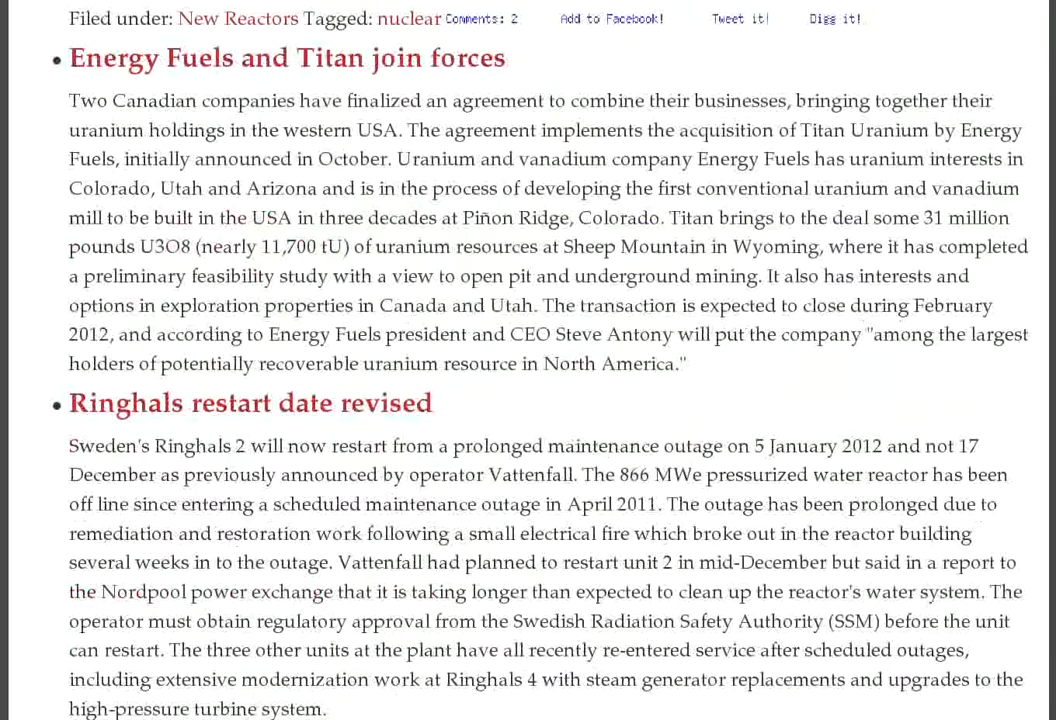 Filed under: New Reactors Tagged: nuclear Comments: 2 Add to Facebook! Tweet it! Digg it!
• Energy Fuels and Titan join forces
Two Canadian companies have finalized an agreement to combine their businesses, bringing together their
uranium holdings in the western USA. The agreement implements the acquisition of Titan Uranium by Energy
Fuels, initially announced in October. Uranium and vanadium company Energy Fuels has uranium interests in
Colorado, Utah and Arizona and is in the process of developing the first conventional uranium and vanadium
mill to be built in the USA in three decades at Piñon Ridge, Colorado. Titan brings to the deal some 31 million
pounds U3O8 (nearly 11,700 tU) of uranium resources at Sheep Mountain in Wyoming, where it has completed
a preliminary feasibility study with a view to open pit and underground mining. It also has interests and
options in exploration properties in Canada and Utah. The transaction is expected to close during February
2012, and according to Energy Fuels president and CEO Steve Antony will put the company "among the largest
holders of potentially recoverable uranium resource in North America."
• Ringhals restart date revised
Sweden's Ringhals 2 will now restart from a prolonged maintenance outage on 5 January 2012 and not 17
December as previously announced by operator Vattenfall. The 866 MWe pressurized water reactor has been
off line since entering a scheduled maintenance outage in April 2011. The outage has been prolonged due to
remediation and restoration work following a small electrical fire which broke out in the reactor building
several weeks in to the outage. Vattenfall had planned to restart unit 2 in mid-December but said in a report to
the Nordpool power exchange that it is taking longer than expected to clean up the reactor's water system. The
operator must obtain regulatory approval from the Swedish Radiation Safety Authority (SSM) before the unit
can restart. The three other units at the plant have all recently re-entered service after scheduled outages,
including extensive modernization work at Ringhals 4 with steam generator replacements and upgrades to the
high-pressure turbine system.